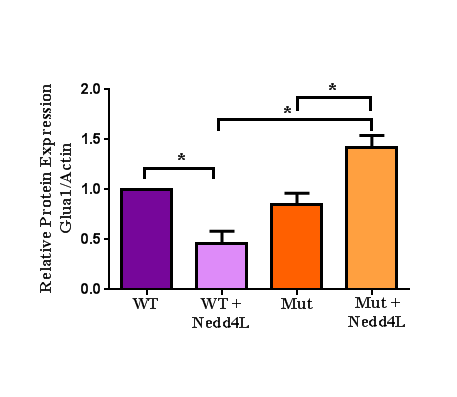 Relative Protein Expression
Glua1/Actin
2.0
1.5
1.0
0.5
0.0
*
*
*
WT
WT +
Nedd4L
Mut
Mut +
Nedd4L